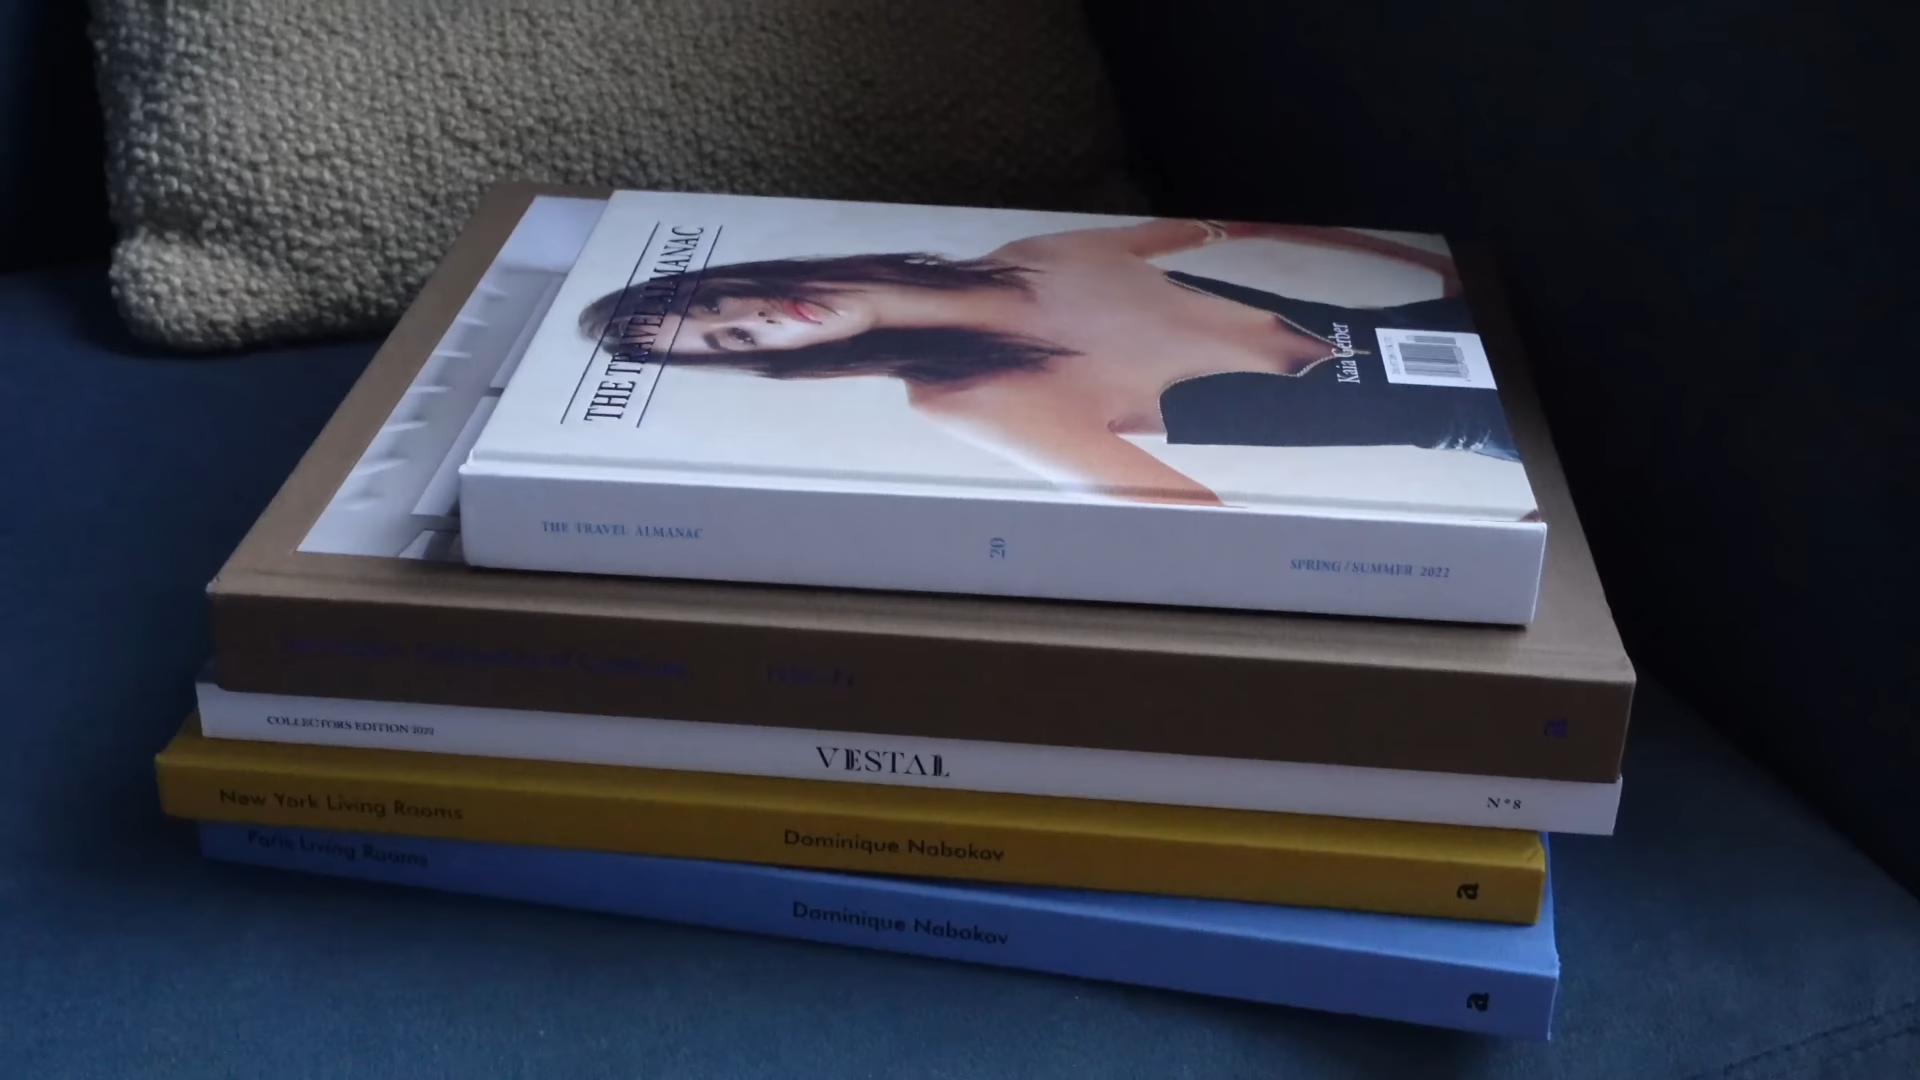 THE TRAVEL ALMANAC
Kaia Gerber
THE TRAVEL ALMANAC
20
SPRING / SUMMER 2022
a
COLLECTORS EDITION 2022
VESTAL
N°8
New York Living Rooms
Dominique Nabokov
a
Paris Living Rooms
Dominique Nabokov
a